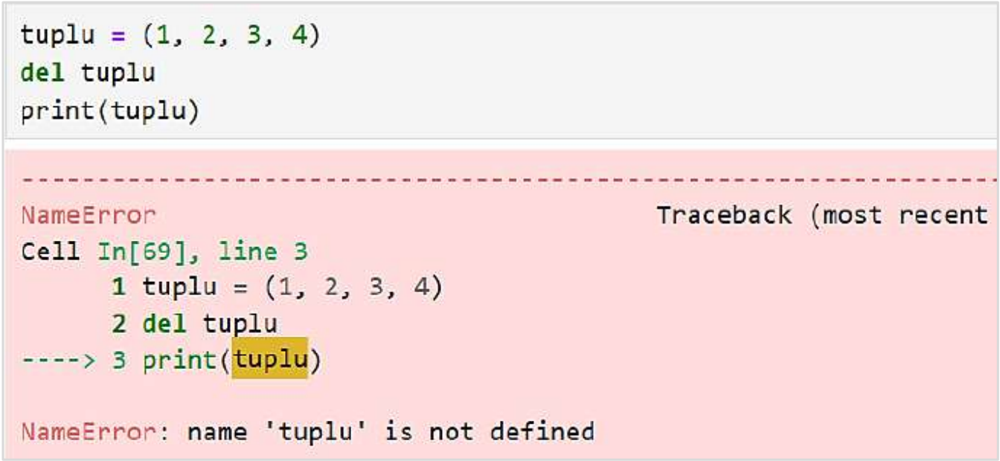 tuplu = (1, 2, 3, 4)
del tuplu
print(tuplu)
---------------------------------------------------------------------------
NameError                                 Traceback (most recent
Cell In[69], line 3
      1 tuplu = (1, 2, 3, 4)
      2 del tuplu
----> 3 print(tuplu)
NameError: name 'tuplu' is not defined